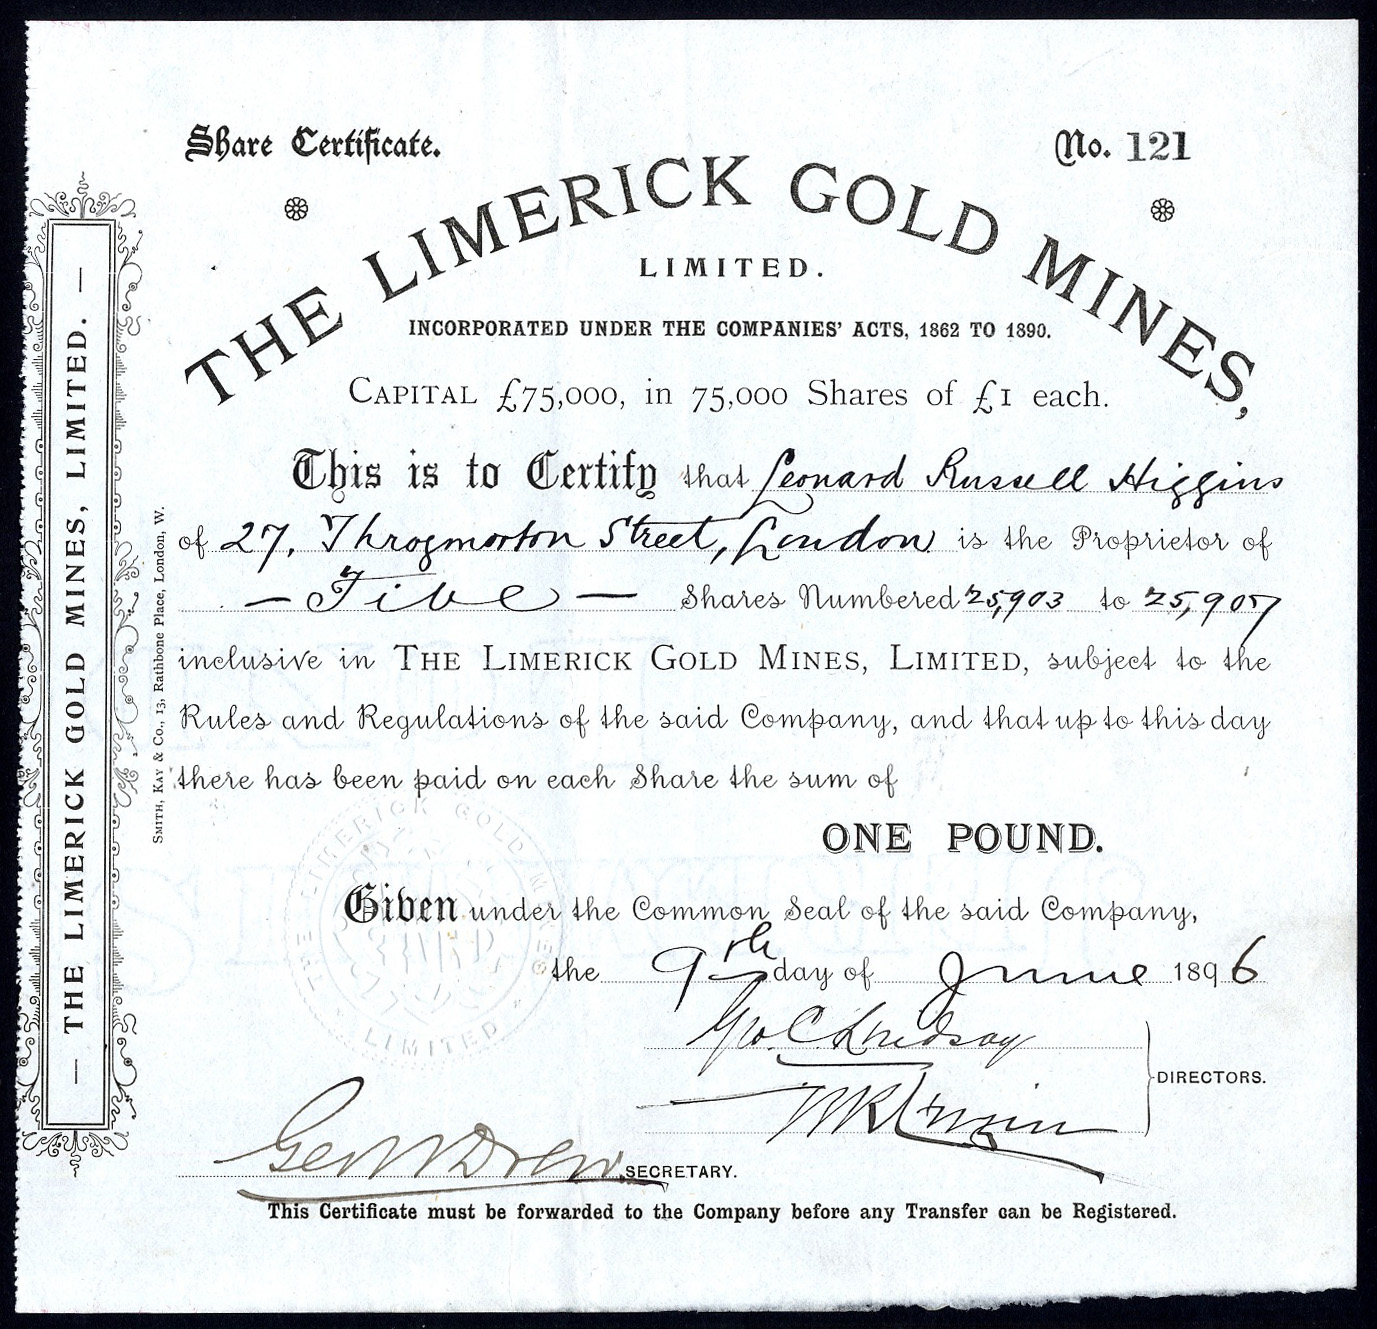 Share Certificate.
No. 121
THE LIMERICK GOLD MINES,
LIMITED.
INCORPORATED UNDER THE COMPANIES' ACTS, 1862 TO 1890.
CAPITAL £75,000, in 75,000 Shares of £1 each.
This is to Certify that Leonard Russell Higgins
of 27, Throgmorton Street, London is the Proprietor of
— Five — Shares Numbered 25,903 to 25,907
inclusive in THE LIMERICK GOLD MINES, LIMITED, subject to the
Rules and Regulations of the said Company, and that up to this day
there has been paid on each Share the sum of
ONE POUND.
Given under the Common Seal of the said Company,
the 9th day of June 1896
Geo. C. Lindsay
DIRECTORS.
Geo W Drew SECRETARY.
This Certificate must be forwarded to the Company before any Transfer can be Registered.
— THE LIMERICK GOLD MINES, LIMITED. —
SMITH, KAY & CO., 13, Rathbone Place, London, W.
THE LIMERICK GOLD MINES
LIMITED